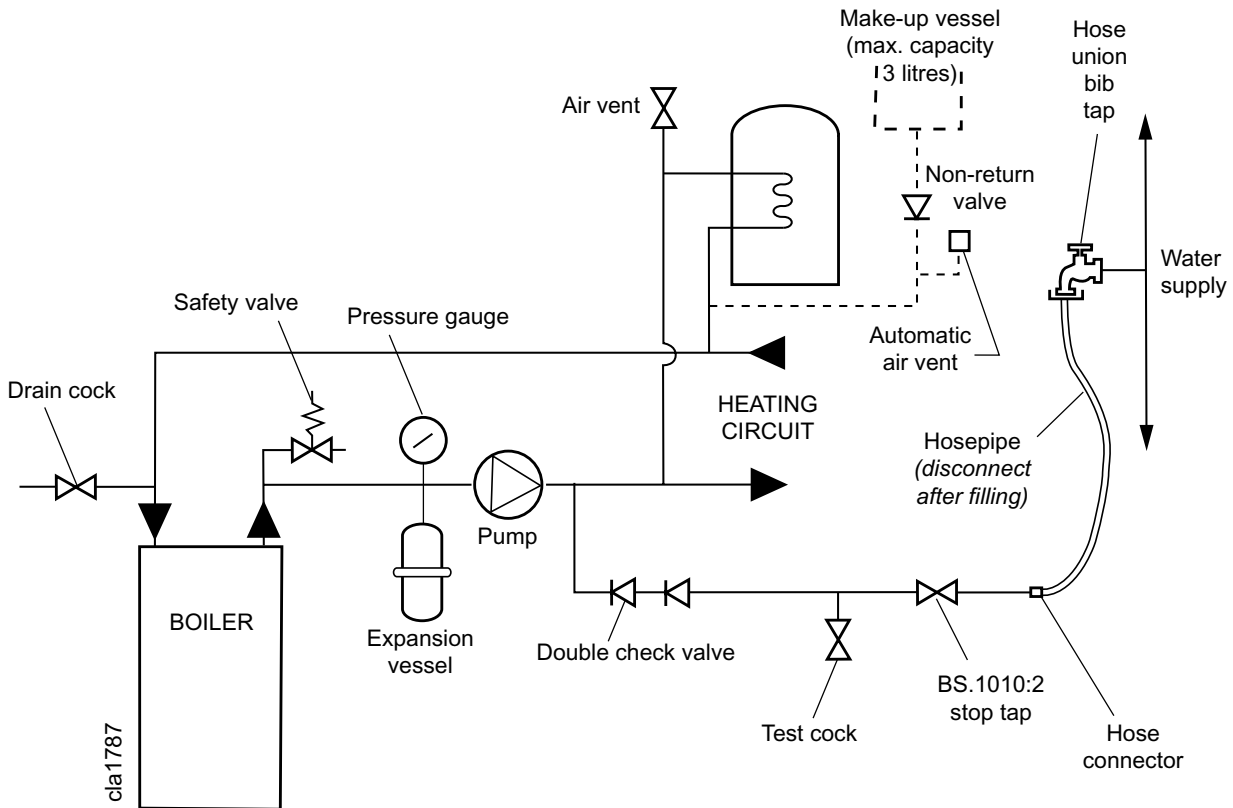 Make-up vessel
(max. capacity
3 litres)
Hose
union
bib
tap
Air vent
Non-return
valve
Water
supply
Safety valve
Pressure gauge
Automatic
air vent
Drain cock
HEATING
CIRCUIT
Hosepipe
(disconnect
after filling)
Pump
BOILER
Expansion
vessel
Double check valve
BS.1010:2
stop tap
Test cock
Hose
connector
cla1787